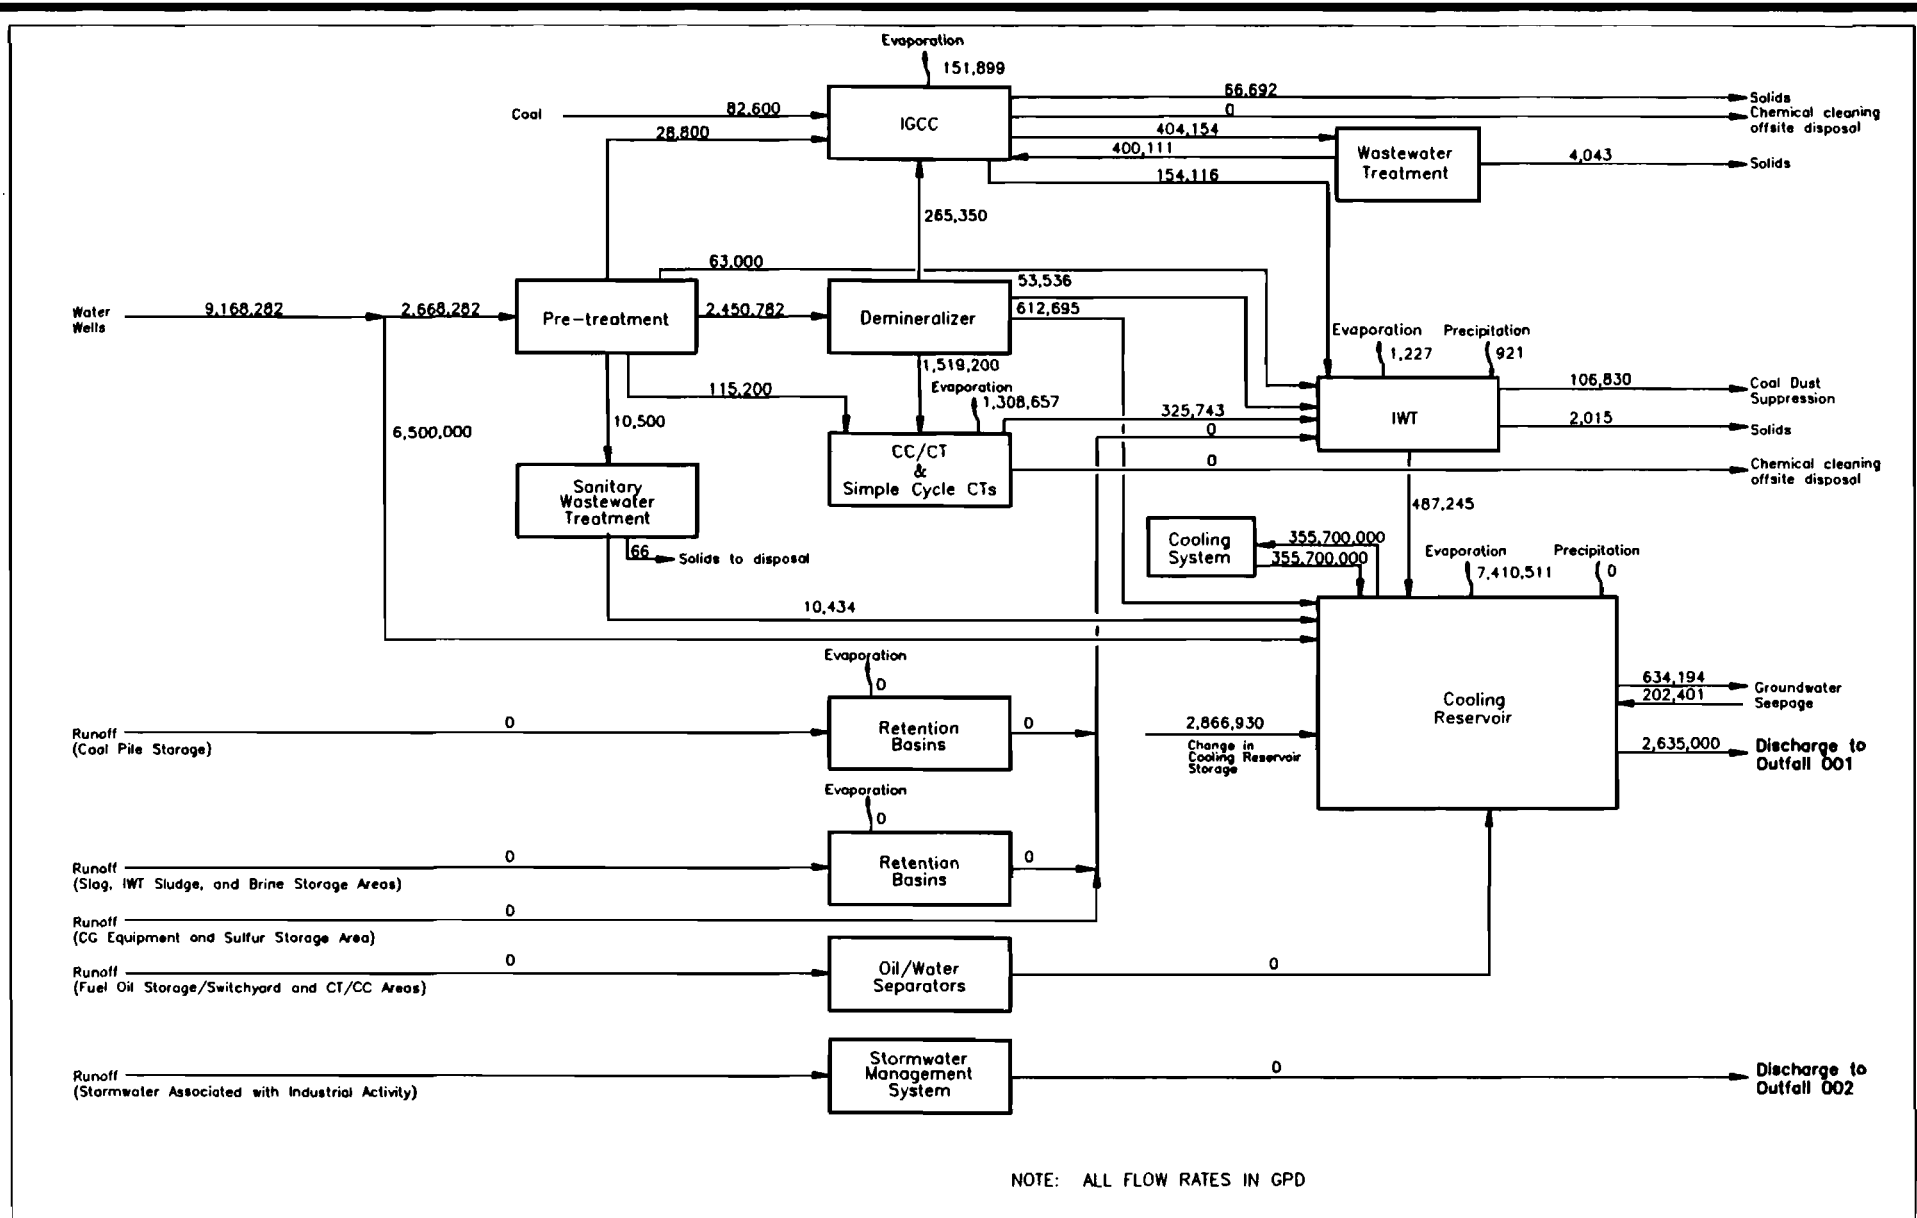 Evaporation
151,899
Coal
82,600
28,800
IGCC
66,692
Solids
0
Chemical cleaning
offsite disposal
404,154
400,111
Wastewater
Treatment
4,043
Solids
154,116
265,350
63,000
53,536
612,695
Water
Wells
9,168,282
2,668,282
Pre-treatment
2,450,782
Demineralizer
Evaporation
1,227
Precipitation
921
1,519,200
Evaporation
1,308,657
115,200
10,500
6,500,000
325,743
0
IWT
106,830
Coal Dust
Suppression
2,015
Solids
CC/CT
&
Simple Cycle CTs
0
Chemical cleaning
offsite disposal
Sanitary
Wastewater
Treatment
66
Solids to disposal
487,245
Cooling
System
355,700,000
355,700,000
Evaporation
7,410,511
Precipitation
0
10,434
Evaporation
0
Runoff
(Coal Pile Storage)
0
Retention
Basins
0
2,866,930
Change in
Cooling Reservoir
Storage
Cooling
Reservoir
634,194
202,401
Groundwater
Seepage
2,635,000
Discharge to
Outfall 001
Evaporation
0
Runoff
(Slag, IWT Sludge, and Brine Storage Areas)
0
Retention
Basins
0
Runoff
(CG Equipment and Sulfur Storage Area)
0
Runoff
(Fuel Oil Storage/Switchyard and CT/CC Areas)
0
Oil/Water
Separators
0
Runoff
(Stormwater Associated with Industrial Activity)
Stormwater
Management
System
0
Discharge to
Outfall 002
NOTE: ALL FLOW RATES IN GPD